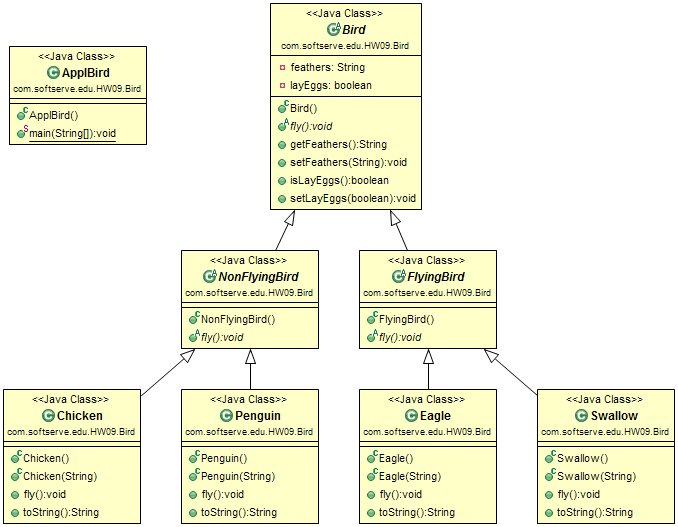 <<Java Class>>
Bird
com.softserve.edu.HW09.Bird
feathers: String
layEggs: boolean
Bird()
fly():void
getFeathers():String
setFeathers(String):void
isLayEggs():boolean
setLayEggs(boolean):void
<<Java Class>>
ApplBird
com.softserve.edu.HW09.Bird
ApplBird()
main(String[]):void
<<Java Class>>
NonFlyingBird
com.softserve.edu.HW09.Bird
NonFlyingBird()
fly():void
<<Java Class>>
FlyingBird
com.softserve.edu.HW09.Bird
FlyingBird()
fly():void
<<Java Class>>
Chicken
com.softserve.edu.HW09.Bird
Chicken()
Chicken(String)
fly():void
toString():String
<<Java Class>>
Penguin
com.softserve.edu.HW09.Bird
Penguin()
Penguin(String)
fly():void
toString():String
<<Java Class>>
Eagle
com.softserve.edu.HW09.Bird
Eagle()
Eagle(String)
fly():void
toString():String
<<Java Class>>
Swallow
com.softserve.edu.HW09.Bird
Swallow()
Swallow(String)
fly():void
toString():String